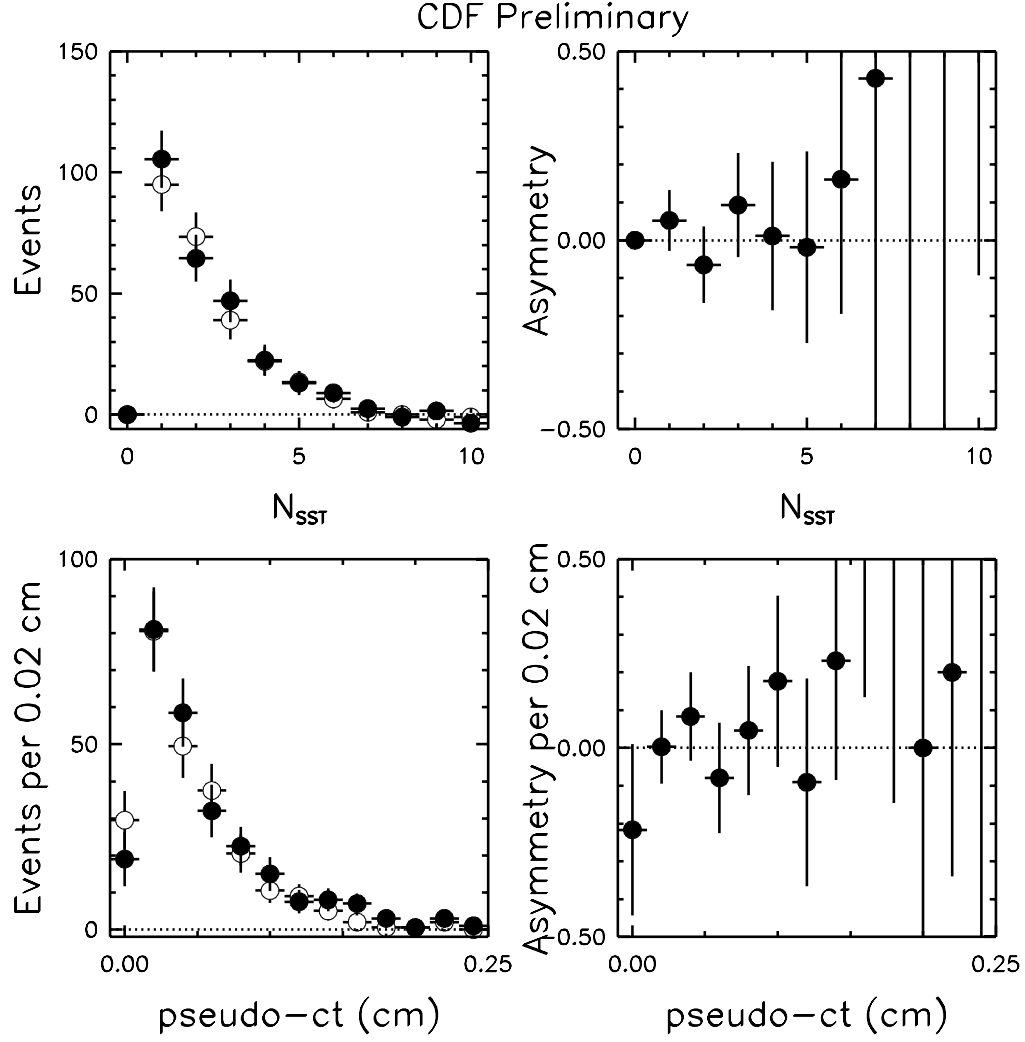 CDF Preliminary
150
100
50
0
Events
0 5 10
N_SST
0.50
0.00
-0.50
Asymmetry
0 5 10
N_SST
100
50
0
Events per 0.02 cm
0.00 0.25
pseudo-ct (cm)
0.50
0.00
-0.50
Asymmetry per 0.02 cm
0.00 0.25
pseudo-ct (cm)